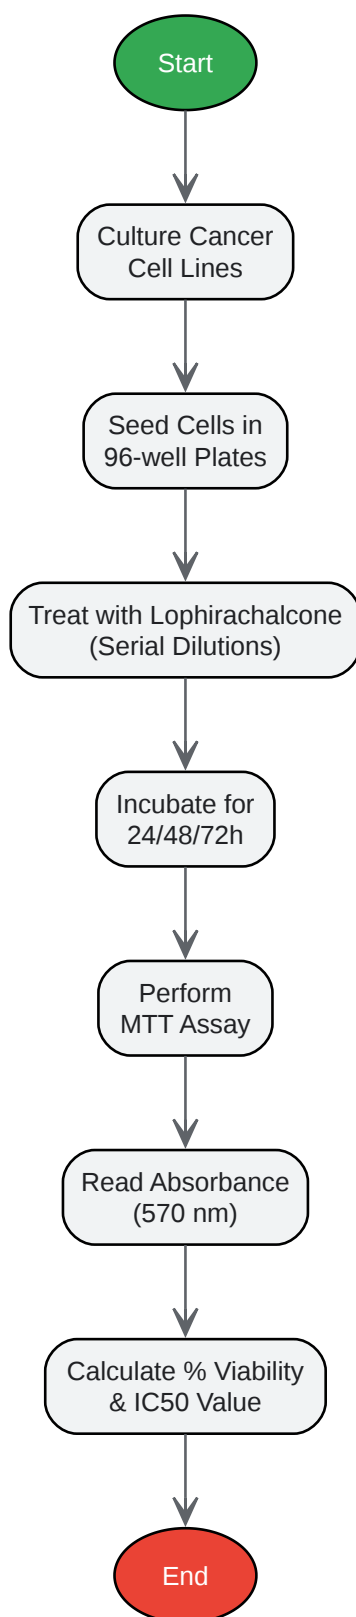 Start
Culture Cancer
Cell Lines
Seed Cells in
96-well Plates
Treat with Lophirachalcone
(Serial Dilutions)
Incubate for
24/48/72h
Perform
MTT Assay
Read Absorbance
(570 nm)
Calculate % Viability
& IC50 Value
End